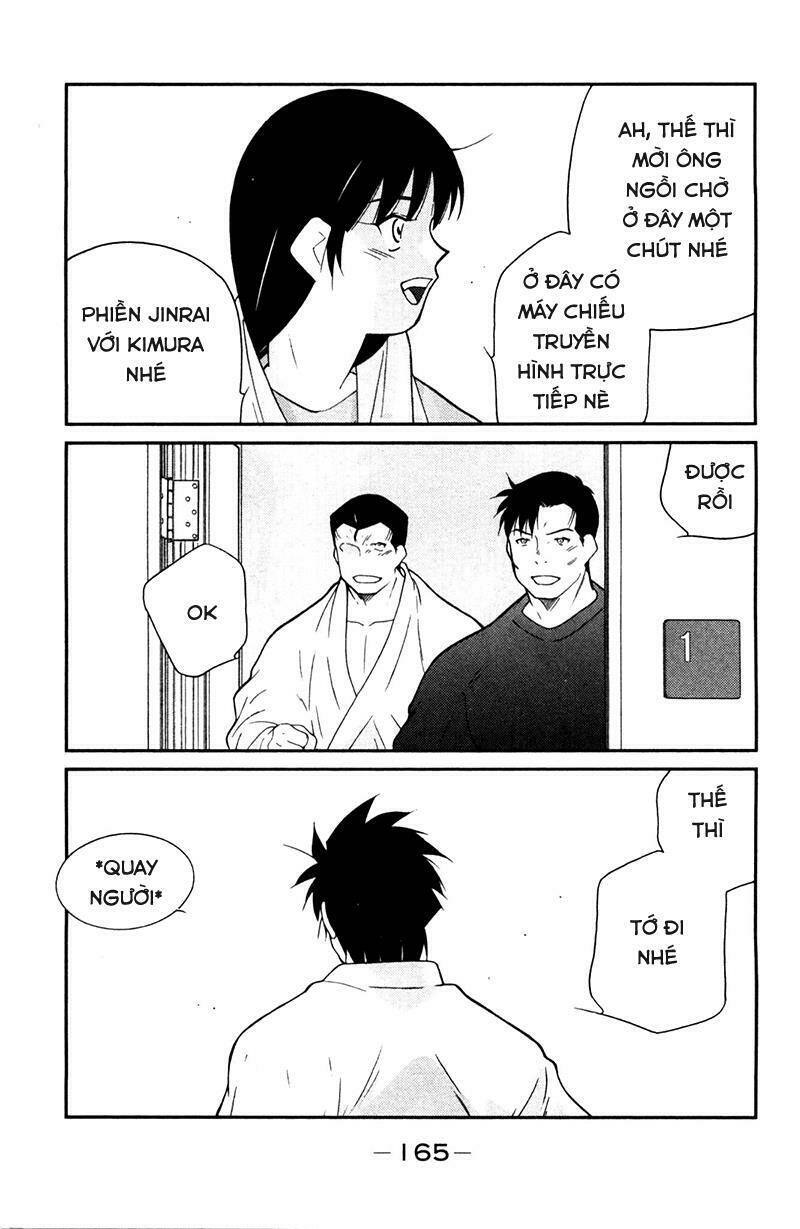 AH, THẾ THÌ
MỜI ÔNG
NGỒI CHỜ
Ở ĐÂY MỘT
CHÚT NHÉ
Ở ĐÂY CÓ
MÁY CHIẾU
TRUYỀN
HÌNH TRỰC
TIẾP NÈ
PHIỀN JINRAI
VỚI KIMURA
NHÉ
ĐƯỢC
RỒI
1
OK
THẾ
THÌ
TỚ ĐI
NHÉ
*QUAY
NGƯỜI*
—165—